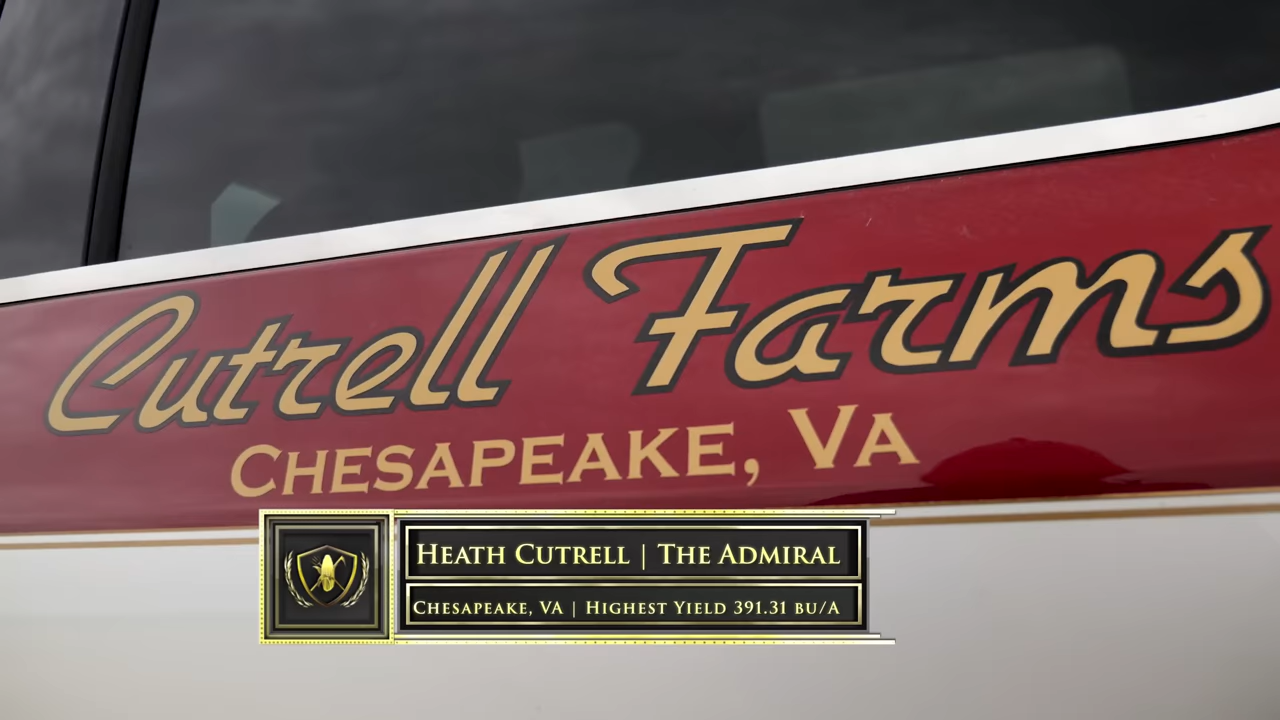 Cutrell Farms
CHESAPEAKE, VA
HEATH CUTRELL | THE ADMIRAL
CHESAPEAKE, VA | HIGHEST YIELD 391.31 BU/A